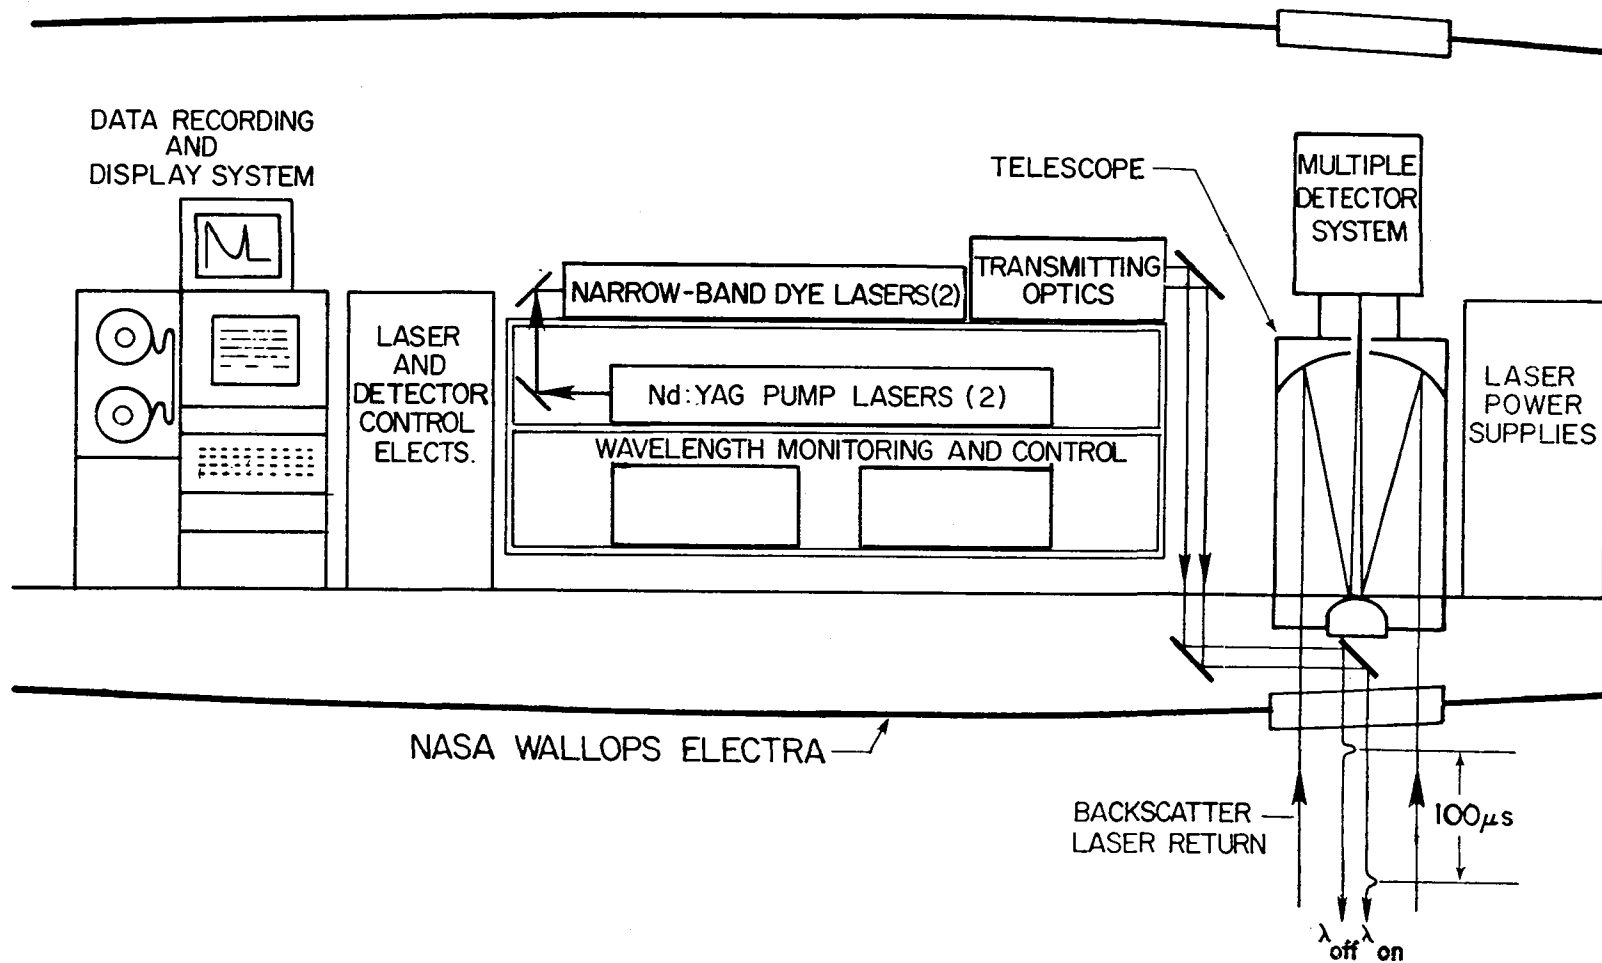 DATA RECORDING
AND
DISPLAY SYSTEM
TELESCOPE
MULTIPLE
DETECTOR
SYSTEM
TRANSMITTING
OPTICS
NARROW-BAND DYE LASERS(2)
LASER
AND
DETECTOR
CONTROL
ELECTS.
Nd:YAG PUMP LASERS (2)
LASER
POWER
SUPPLIES
WAVELENGTH MONITORING AND CONTROL
NASA WALLOPS ELECTRA
BACKSCATTER
LASER RETURN
100μs
λoff λon